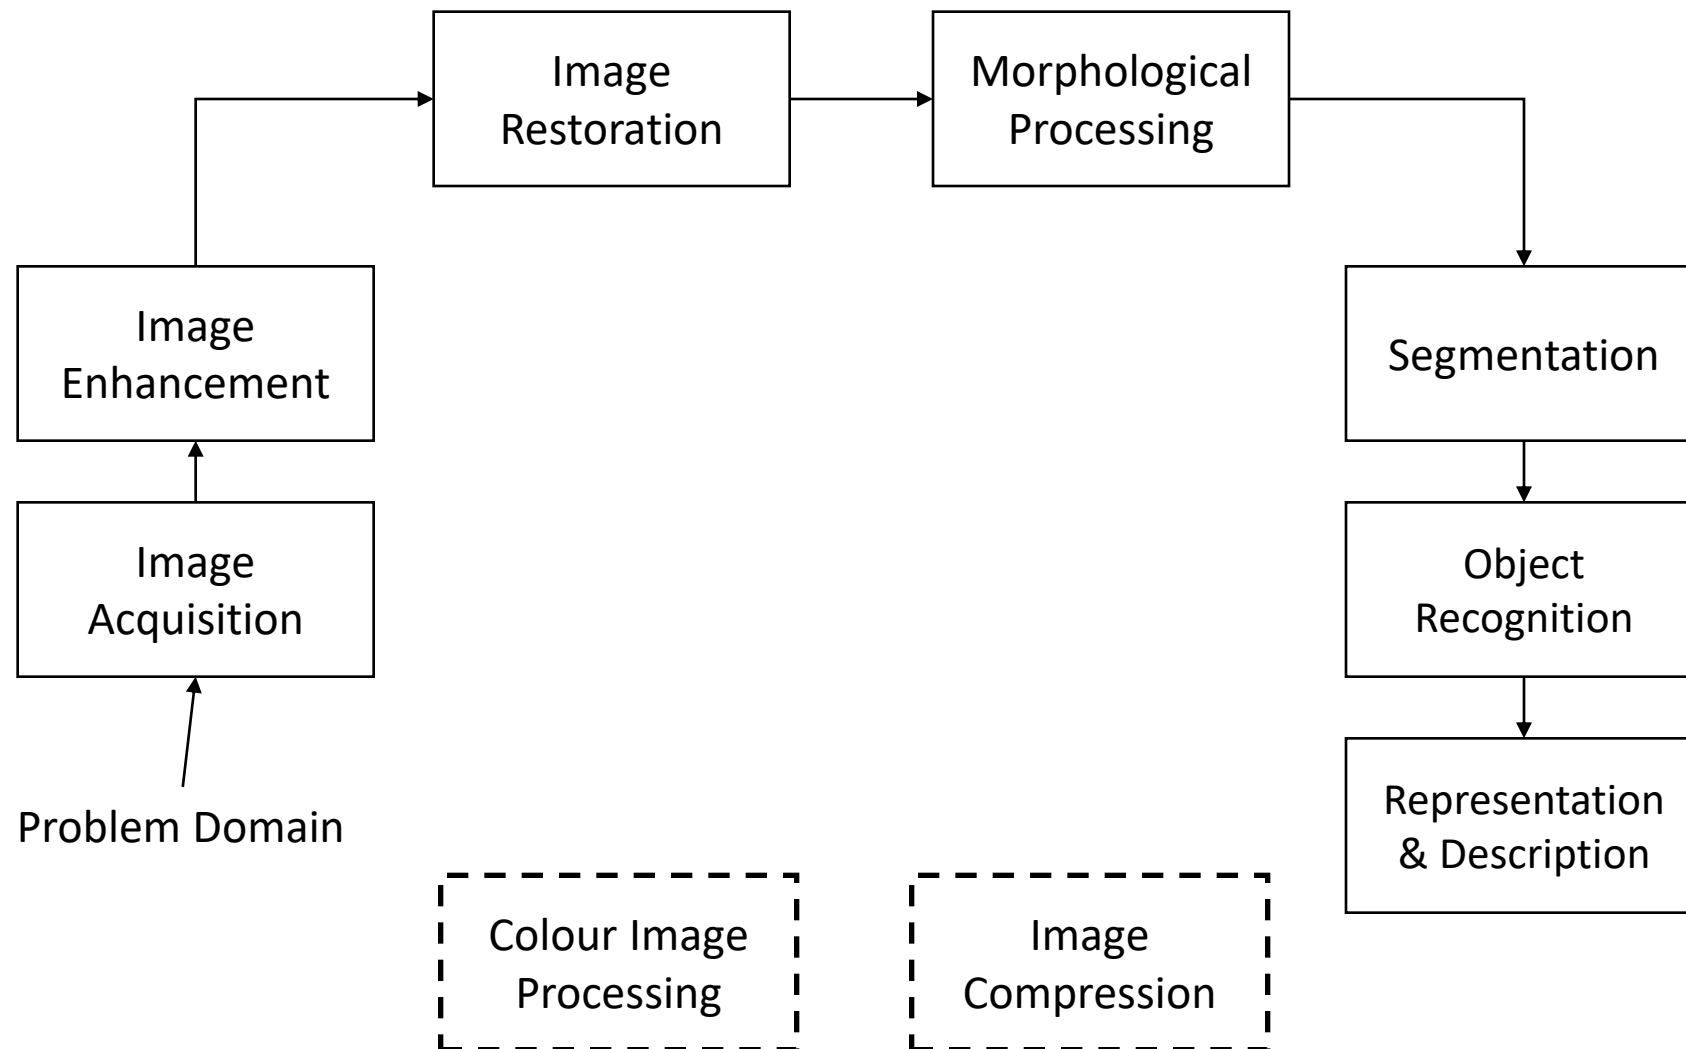 Image
Restoration
Morphological
Processing
Image
Enhancement
Segmentation
Image
Acquisition
Object
Recognition
Problem Domain
Representation
& Description
Colour Image
Processing
Image
Compression